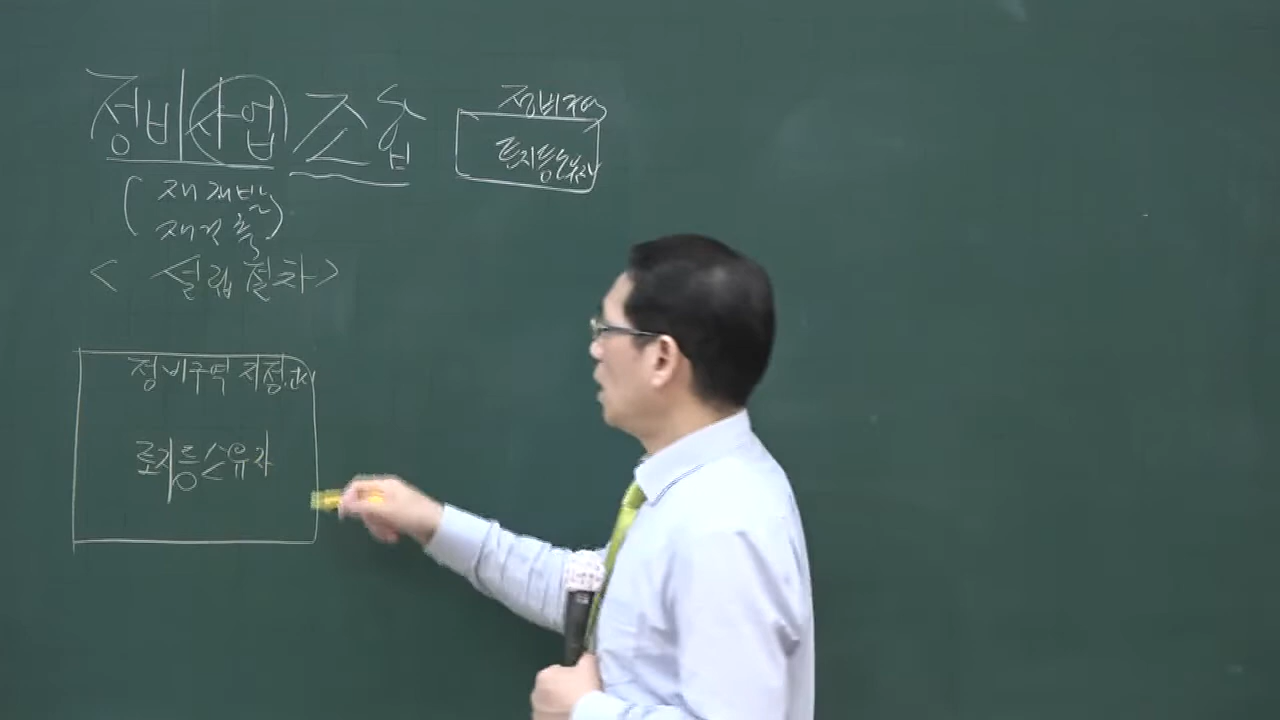 정비사업 조합
정비구역
토지등소유자
(재개발
재건축)
< 설립절차 >
정비구역 지정.고시
토지등소유자